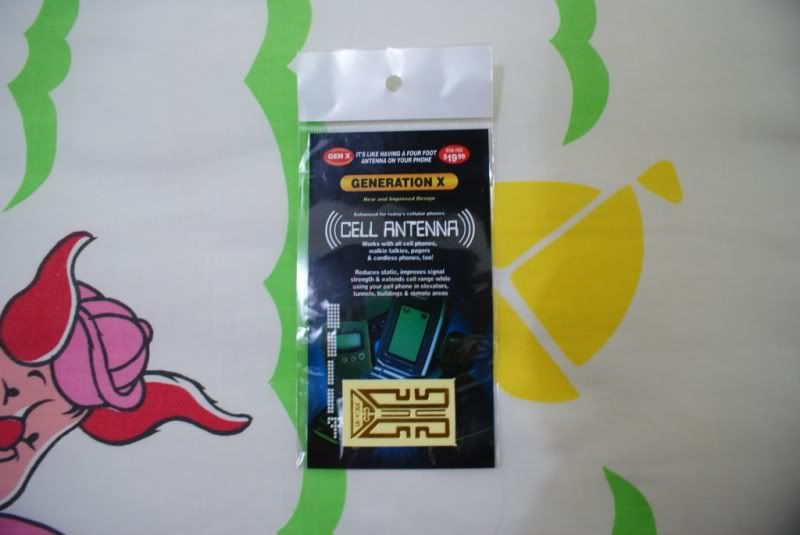 GEN X
IT'S LIKE HAVING A FOUR FOOT
ANTENNA ON YOUR PHONE
$19.99
GENERATION X
New and Improved Design
Enhanced for today's cellular phones
CELL ANTENNA
Works with all cell phones,
walkie talkies, pagers
& cordless phones, too!
Reduces static, improves signal
strength & extends cell range while
using your cell phone in elevators,
tunnels, buildings & remote areas